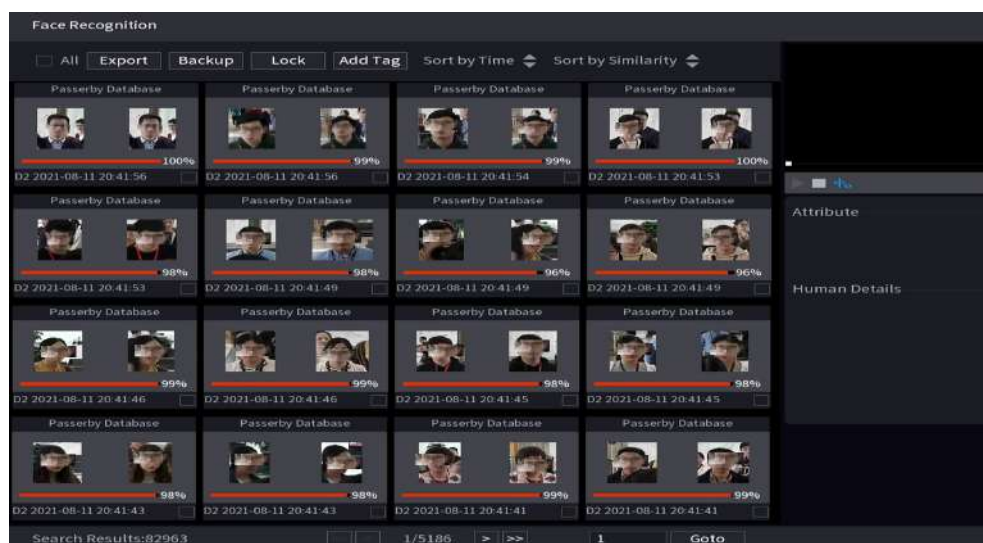 Face Recognition
All Export Backup Lock Add Tag Sort by Time Sort by Similarity
Passerby Database Passerby Database Passerby Database Passerby Database
100% 99% 99% 100%
D2 2021-08-11 20:41:56 D2 2021-08-11 20:41:56 D2 2021-08-11 20:41:54 D2 2021-08-11 20:41:53
Passerby Database Passerby Database Passerby Database Passerby Database
Attribute
98% 98% 96% 96%
D2 2021-08-11 20:41:53 D2 2021-08-11 20:41:49 D2 2021-08-11 20:41:49 D2 2021-08-11 20:41:49
Human Details
Passerby Database Passerby Database Passerby Database Passerby Database
99% 99% 98% 98%
D2 2021-08-11 20:41:46 D2 2021-08-11 20:41:46 D2 2021-08-11 20:41:45 D2 2021-08-11 20:41:45
Passerby Database Passerby Database Passerby Database Passerby Database
98% 98% 99% 99%
D2 2021-08-11 20:41:43 D2 2021-08-11 20:41:43 D2 2021-08-11 20:41:41 D2 2021-08-11 20:41:41
Search Results:82963 1/5186 > >> 1 Goto